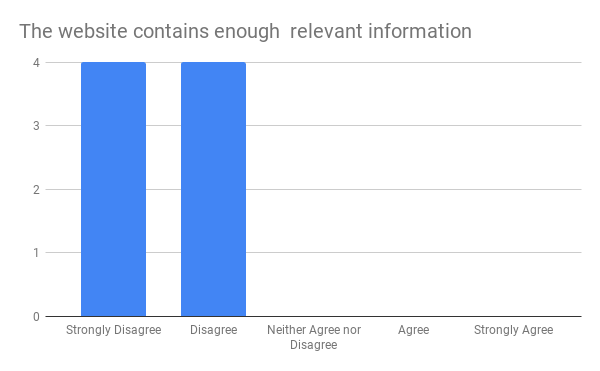 The website contains enough  relevant information
4
3
2
1
0
Strongly Disagree
Disagree
Neither Agree nor
Disagree
Agree
Strongly Agree